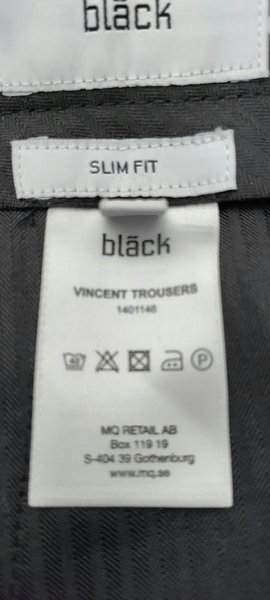 bläck
SLIM FIT
bläck
VINCENT TROUSERS
1401146
MQ RETAIL AB
Box 119 19
S-404 39 Gothenburg
www.mq.se